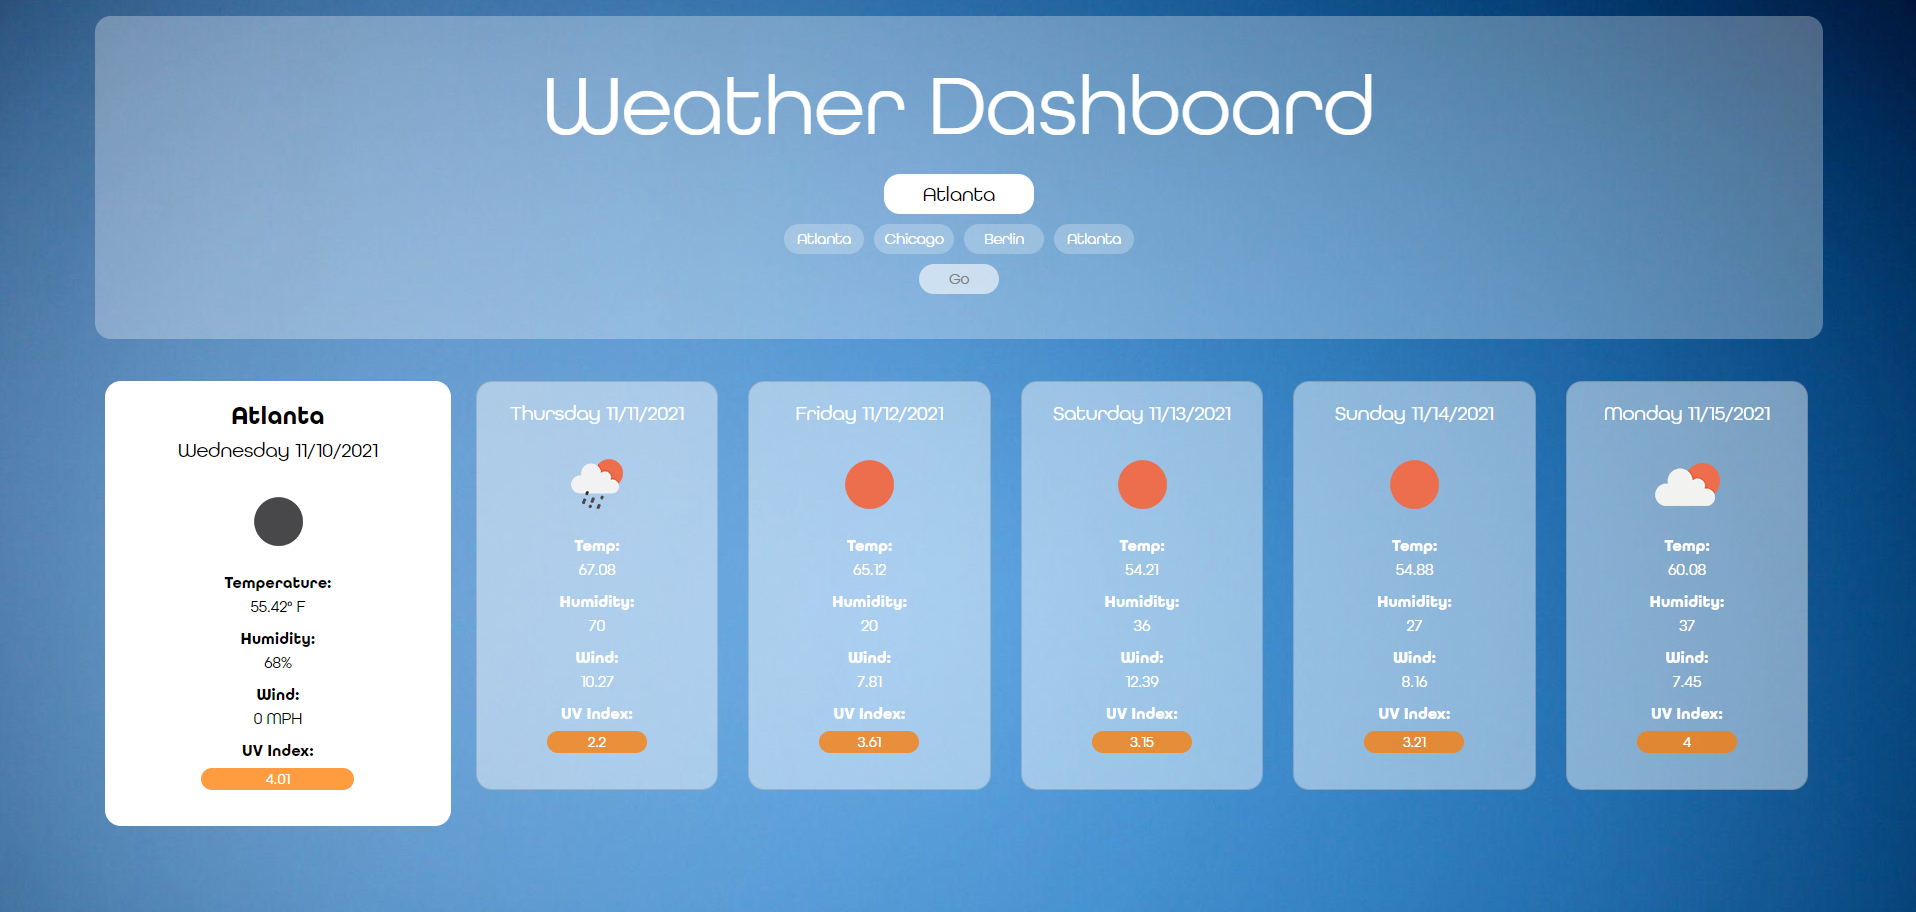 Weather Dashboard
Atlanta
Atlanta Chicago Berlin Atlanta
Go
Atlanta
Wednesday 11/10/2021
Temperature:
55.42° F
Humidity:
68%
Wind:
0 MPH
UV Index:
4.01
Thursday 11/11/2021
Temp:
67.08
Humidity:
70
Wind:
10.27
UV Index:
2.2
Friday 11/12/2021
Temp:
65.12
Humidity:
20
Wind:
7.81
UV Index:
3.61
Saturday 11/13/2021
Temp:
54.21
Humidity:
36
Wind:
12.39
UV Index:
3.15
Sunday 11/14/2021
Temp:
54.88
Humidity:
27
Wind:
8.16
UV Index:
3.21
Monday 11/15/2021
Temp:
60.08
Humidity:
37
Wind:
7.45
UV Index:
4